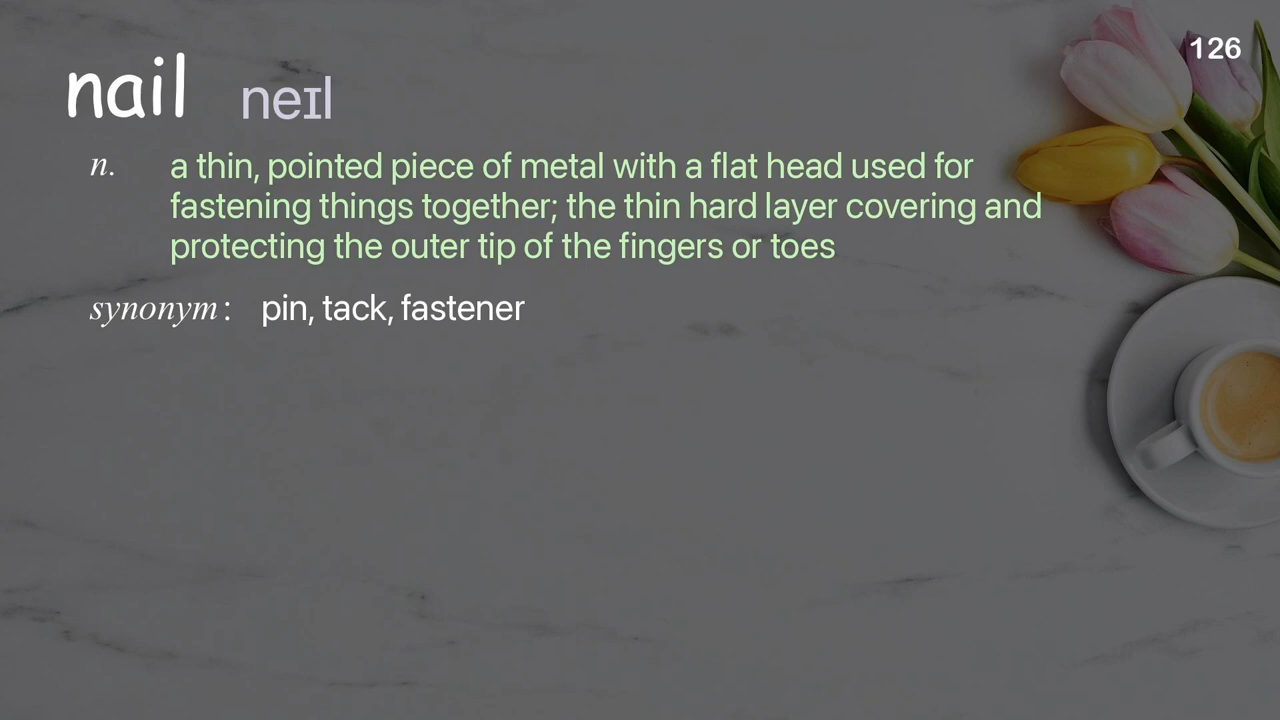 126
nail neɪl
n. a thin, pointed piece of metal with a flat head used for
fastening things together; the thin hard layer covering and
protecting the outer tip of the fingers or toes
synonym: pin, tack, fastener